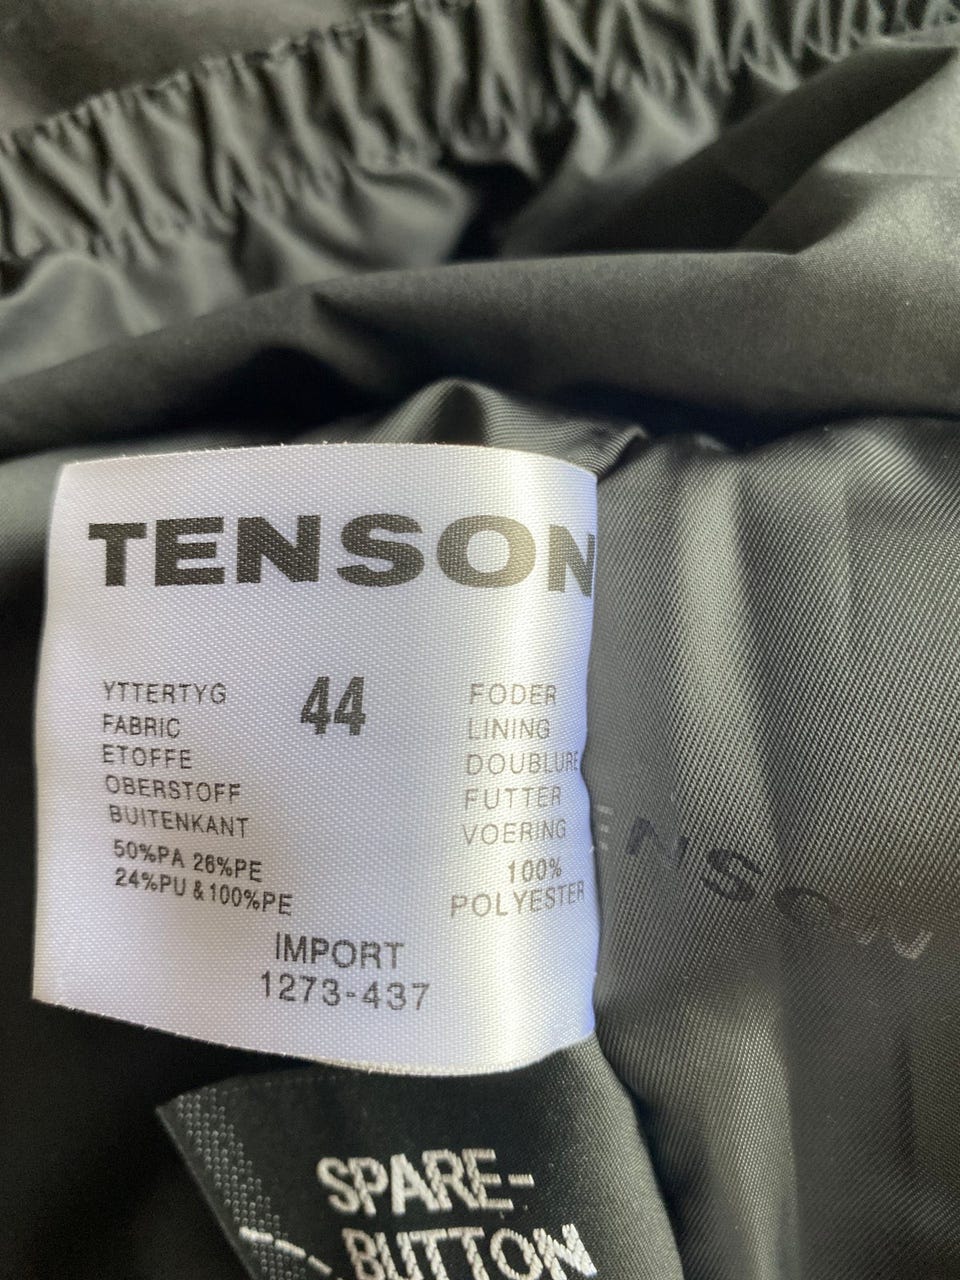 TENSON
44
YTTERTYG
FABRIC
ETOFFE
OBERSTOFF
BUITENKANT
50%PA 26%PE
24%PU & 100%PE
FODER
LINING
DOUBLURE
FUTTER
VOERING
100%
POLYESTER
IMPORT
1273-437
ENSON
SPARE-
BUTTON